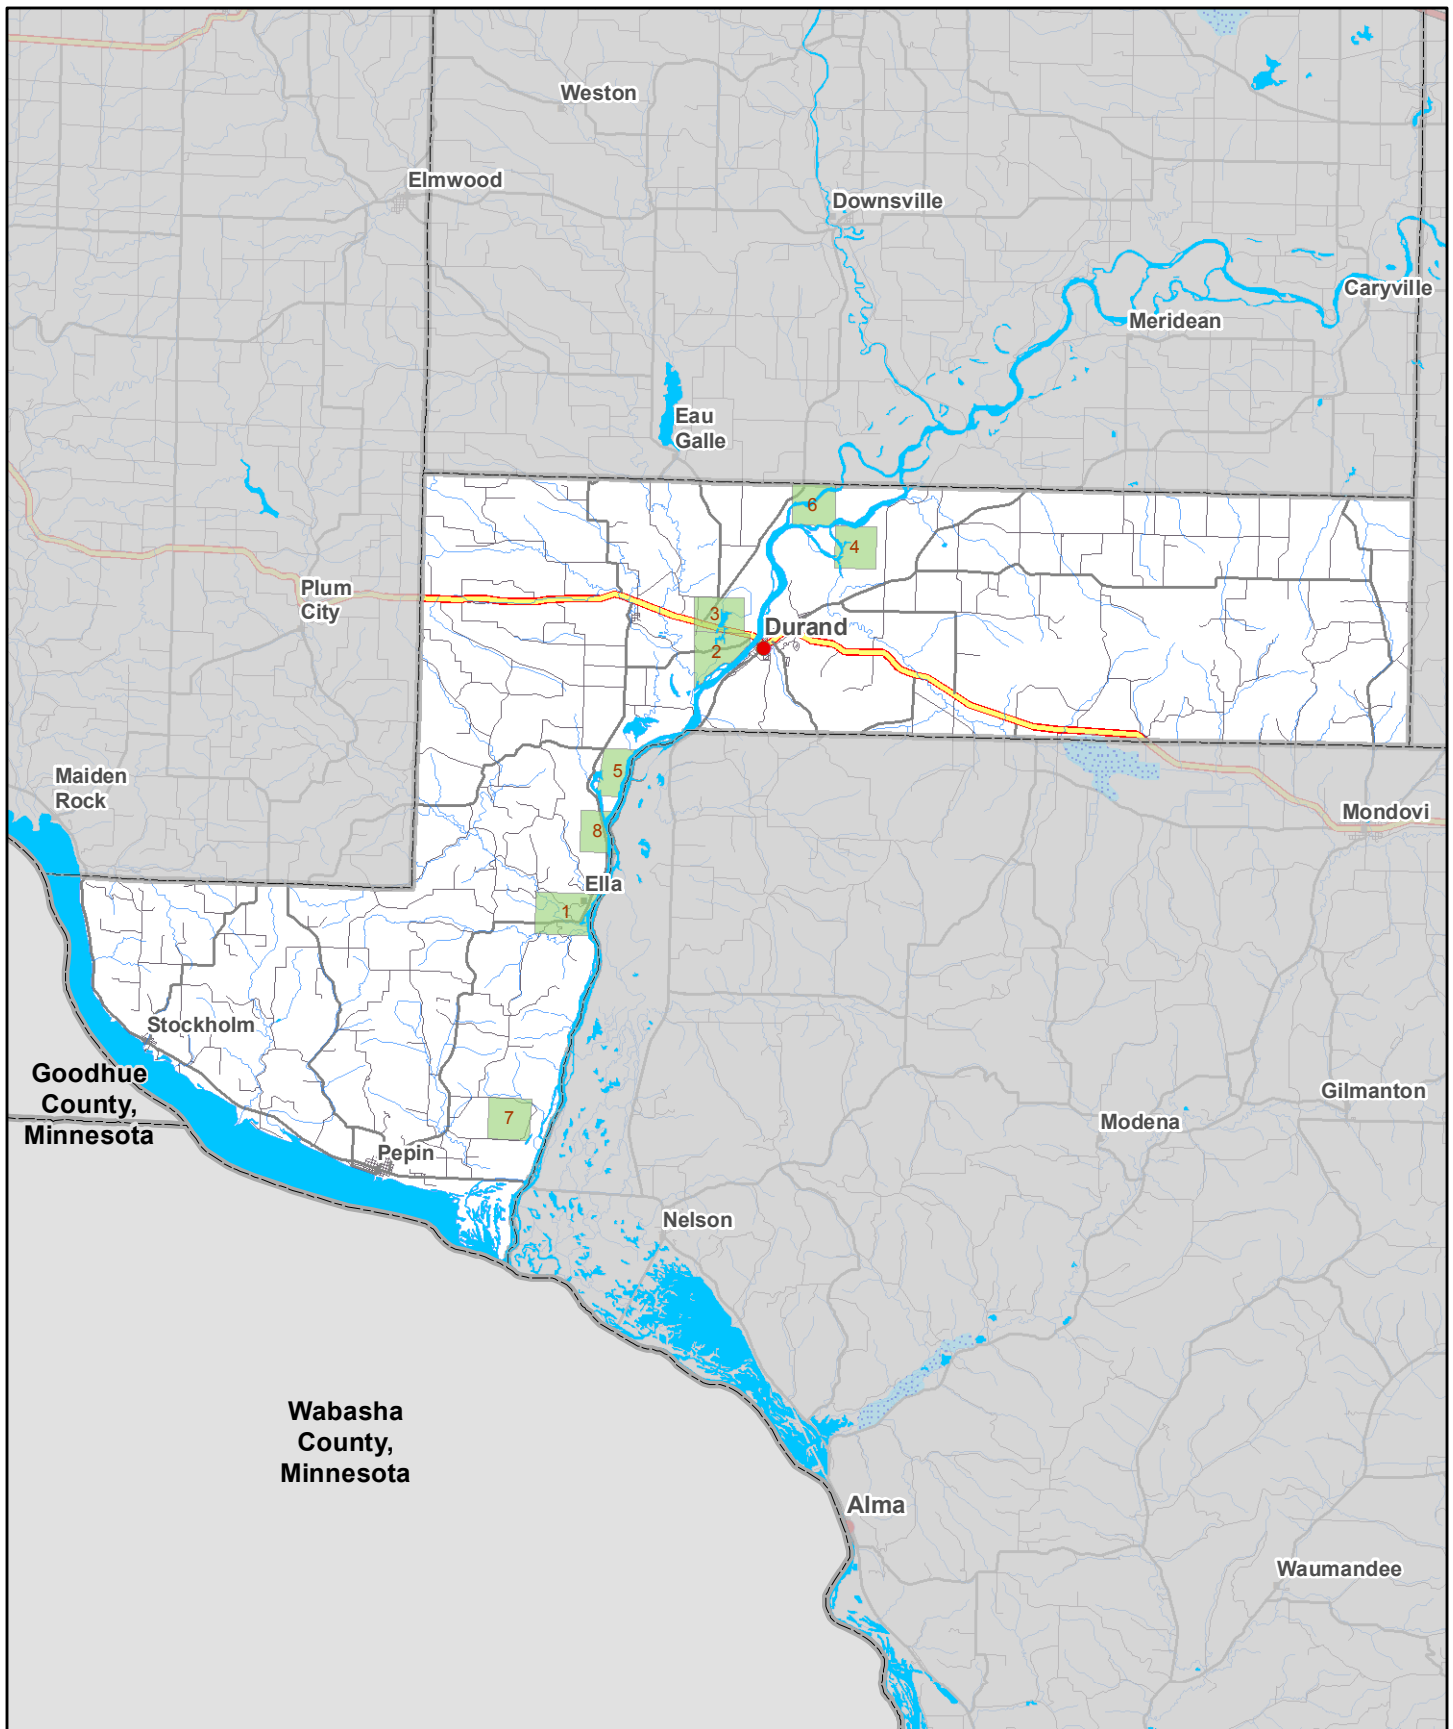 Weston
Elmwood
Downsville
Caryville
Meridean
Eau
Galle
6
4
Plum
City
3
Durand
2
5
Maiden
Rock
Mondovi
8
Ella
1
Stockholm
Goodhue
County,
Minnesota
Gilmanton
7
Modena
Pepin
Nelson
Wabasha
County,
Minnesota
Alma
Waumandee